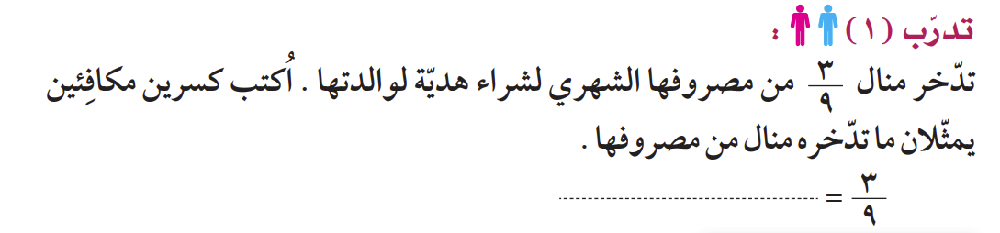 تدرّب (١) :
تدّخر منال ٣/٩ من مصروفها الشهري لشراء هديّة لوالدتها . اُكتب كسرين مكافِئين
يمثّلان ما تدّخره منال من مصروفها .
٣/٩ = ------------------------------